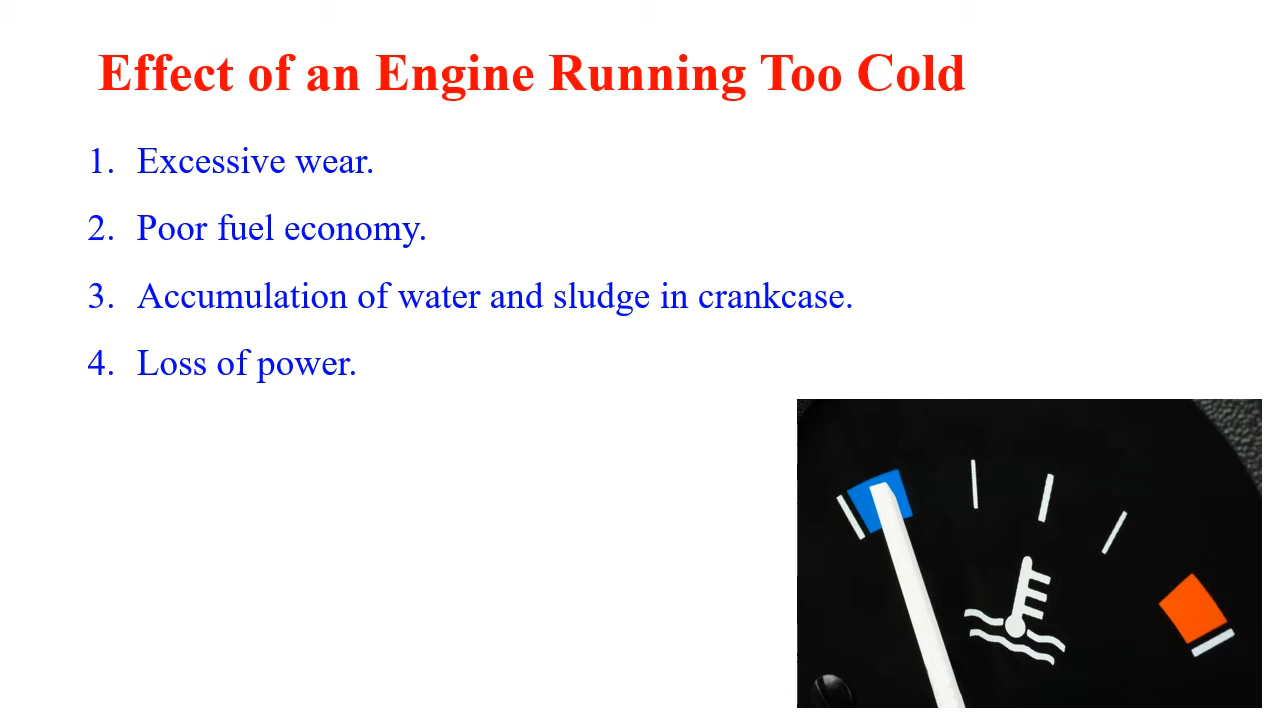 Effect of an Engine Running Too Cold
1. Excessive wear.
2. Poor fuel economy.
3. Accumulation of water and sludge in crankcase.
4. Loss of power.